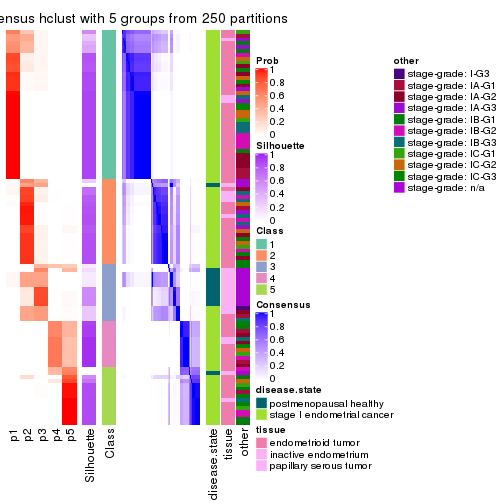 ensus hclust with 5 groups from 250 partitions
Prob
1
0.8
0.6
0.4
0.2
0
Silhouette
1
0.8
0.6
0.4
0.2
0
Class
1
2
3
4
5
Consensus
1
0.8
0.6
0.4
0.2
0
disease.state
postmenopausal healthy
stage I endometrial cancer
tissue
endometrioid tumor
inactive endometrium
papillary serous tumor
other
stage-grade: I-G3
stage-grade: IA-G1
stage-grade: IA-G2
stage-grade: IA-G3
stage-grade: IB-G1
stage-grade: IB-G2
stage-grade: IB-G3
stage-grade: IC-G1
stage-grade: IC-G2
stage-grade: IC-G3
stage-grade: n/a
p1
p2
p3
p4
p5
Silhouette
Class
disease.state
tissue
other